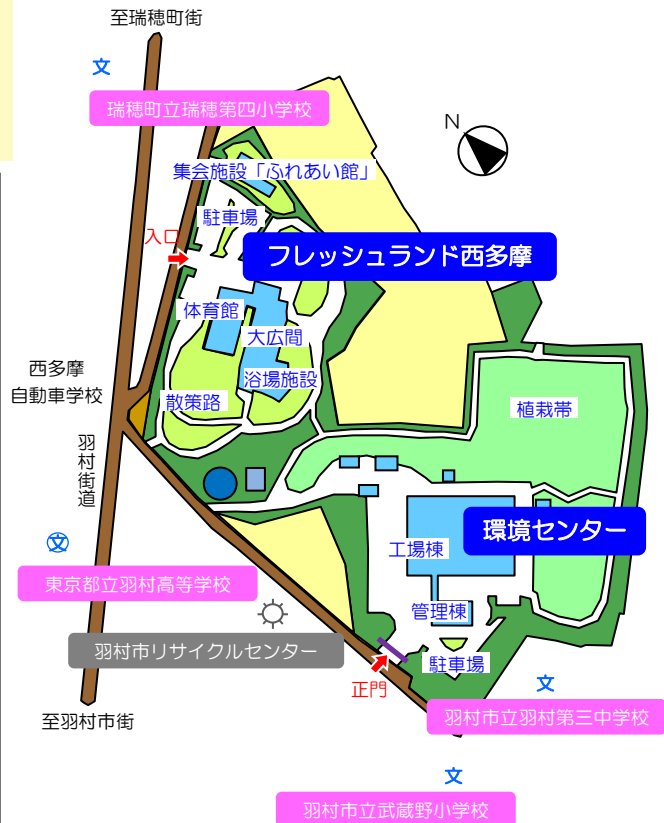 至瑞穂町街
文
瑞穂町立瑞穂第四小学校
N
集会施設「ふれあい館」
駐車場
入口
フレッシュランド西多摩
体育館
大広間
浴場施設
散策路
西多摩
自動車学校
植栽帯
羽村街道
環境センター
工場棟
文
東京都立羽村高等学校
管理棟
羽村市リサイクルセンター
駐車場
正門
文
至羽村市街
羽村市立羽村第三中学校
文
羽村市立武蔵野小学校